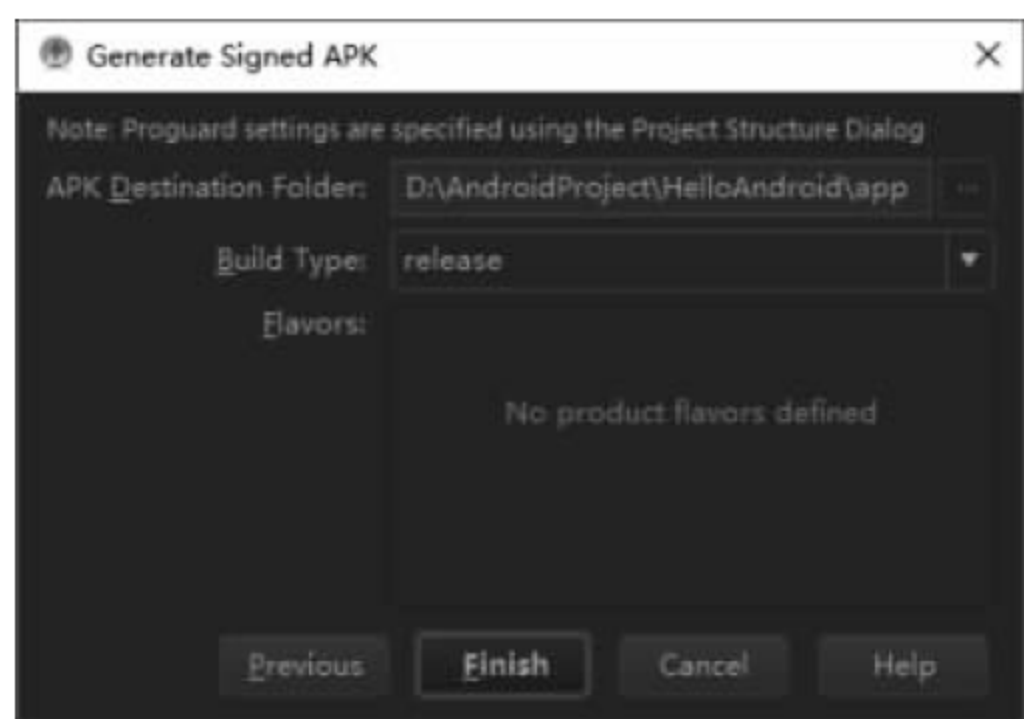 Generate Signed APK
Note: Proguard settings are specified using the Project Structure Dialog
APK Destination Folder: D:\AndroidProject\HelloAndroid\app ...
Build Type: release
Flavors:
No product flavors defined
Previous Finish Cancel Help